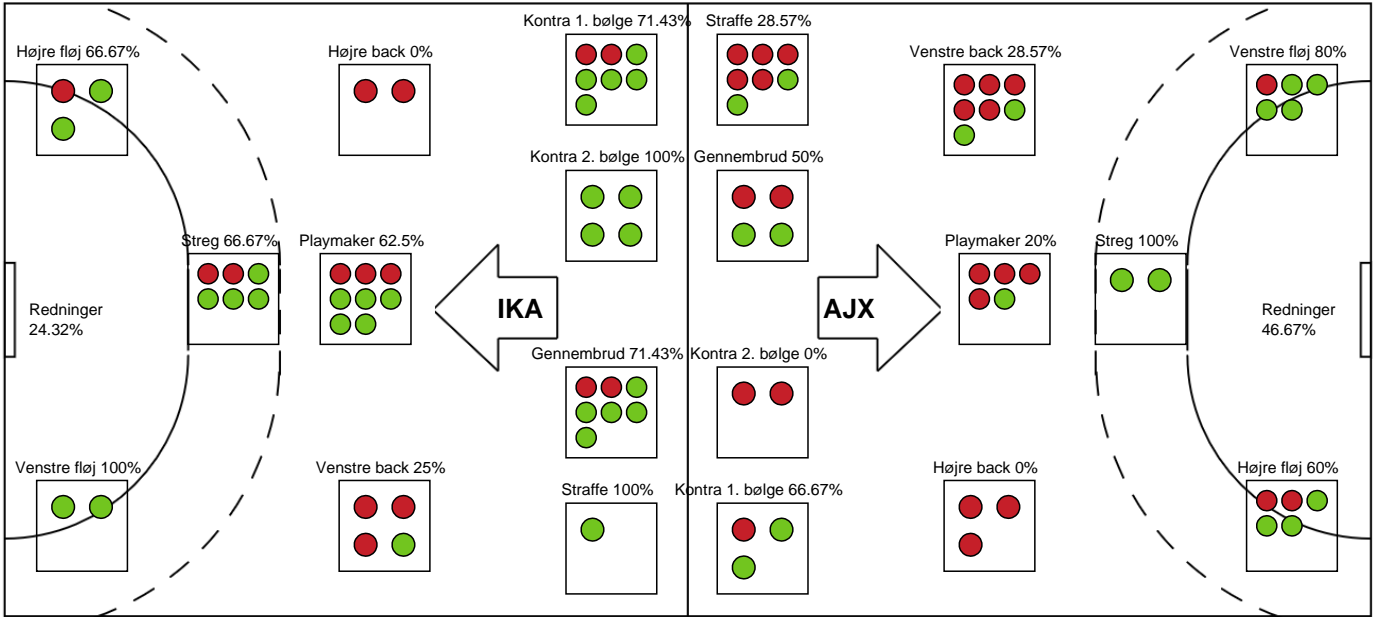 Kontra 1. bølge 71.43%
Straffe 28.57%
Højre fløj 66.67%
Højre back 0%
Venstre back 28.57%
Venstre fløj 80%
Kontra 2. bølge 100%
Gennembrud 50%
Streg 66.67%
Playmaker 62.5%
Playmaker 20%
Streg 100%
Redninger
24.32%
IKA
AJX
Redninger
46.67%
Gennembrud 71.43%
Kontra 2. bølge 0%
Venstre fløj 100%
Venstre back 25%
Straffe 100%
Kontra 1. bølge 66.67%
Højre back 0%
Højre fløj 60%